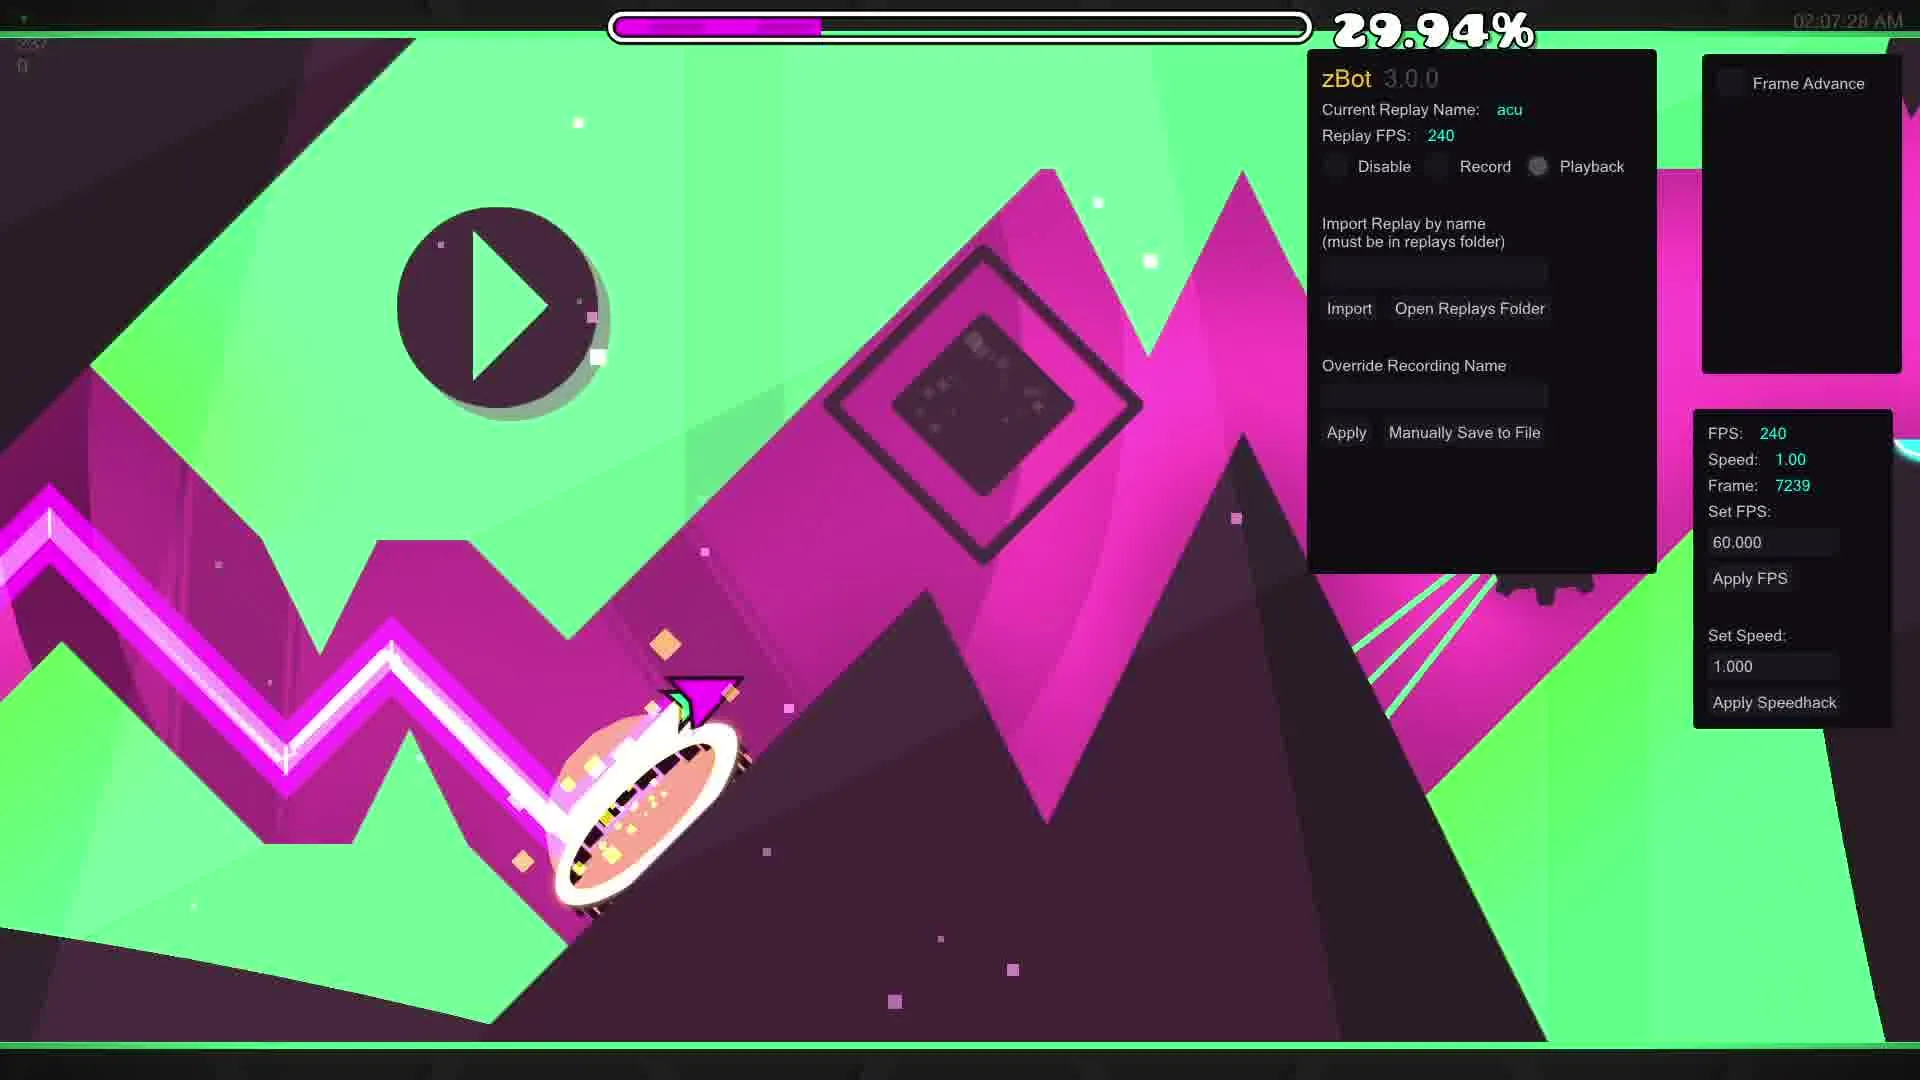 29.94%
02:07:28 AM
zBot 3.0.0
Current Replay Name: acu
Replay FPS: 240
Disable Record Playback
Import Replay by name
(must be in replays folder)
Import Open Replays Folder
Override Recording Name
Apply Manually Save to File
Frame Advance
FPS: 240
Speed: 1.00
Frame: 7239
Set FPS:
60.000
Apply FPS
Set Speed:
1.000
Apply Speedhack
0